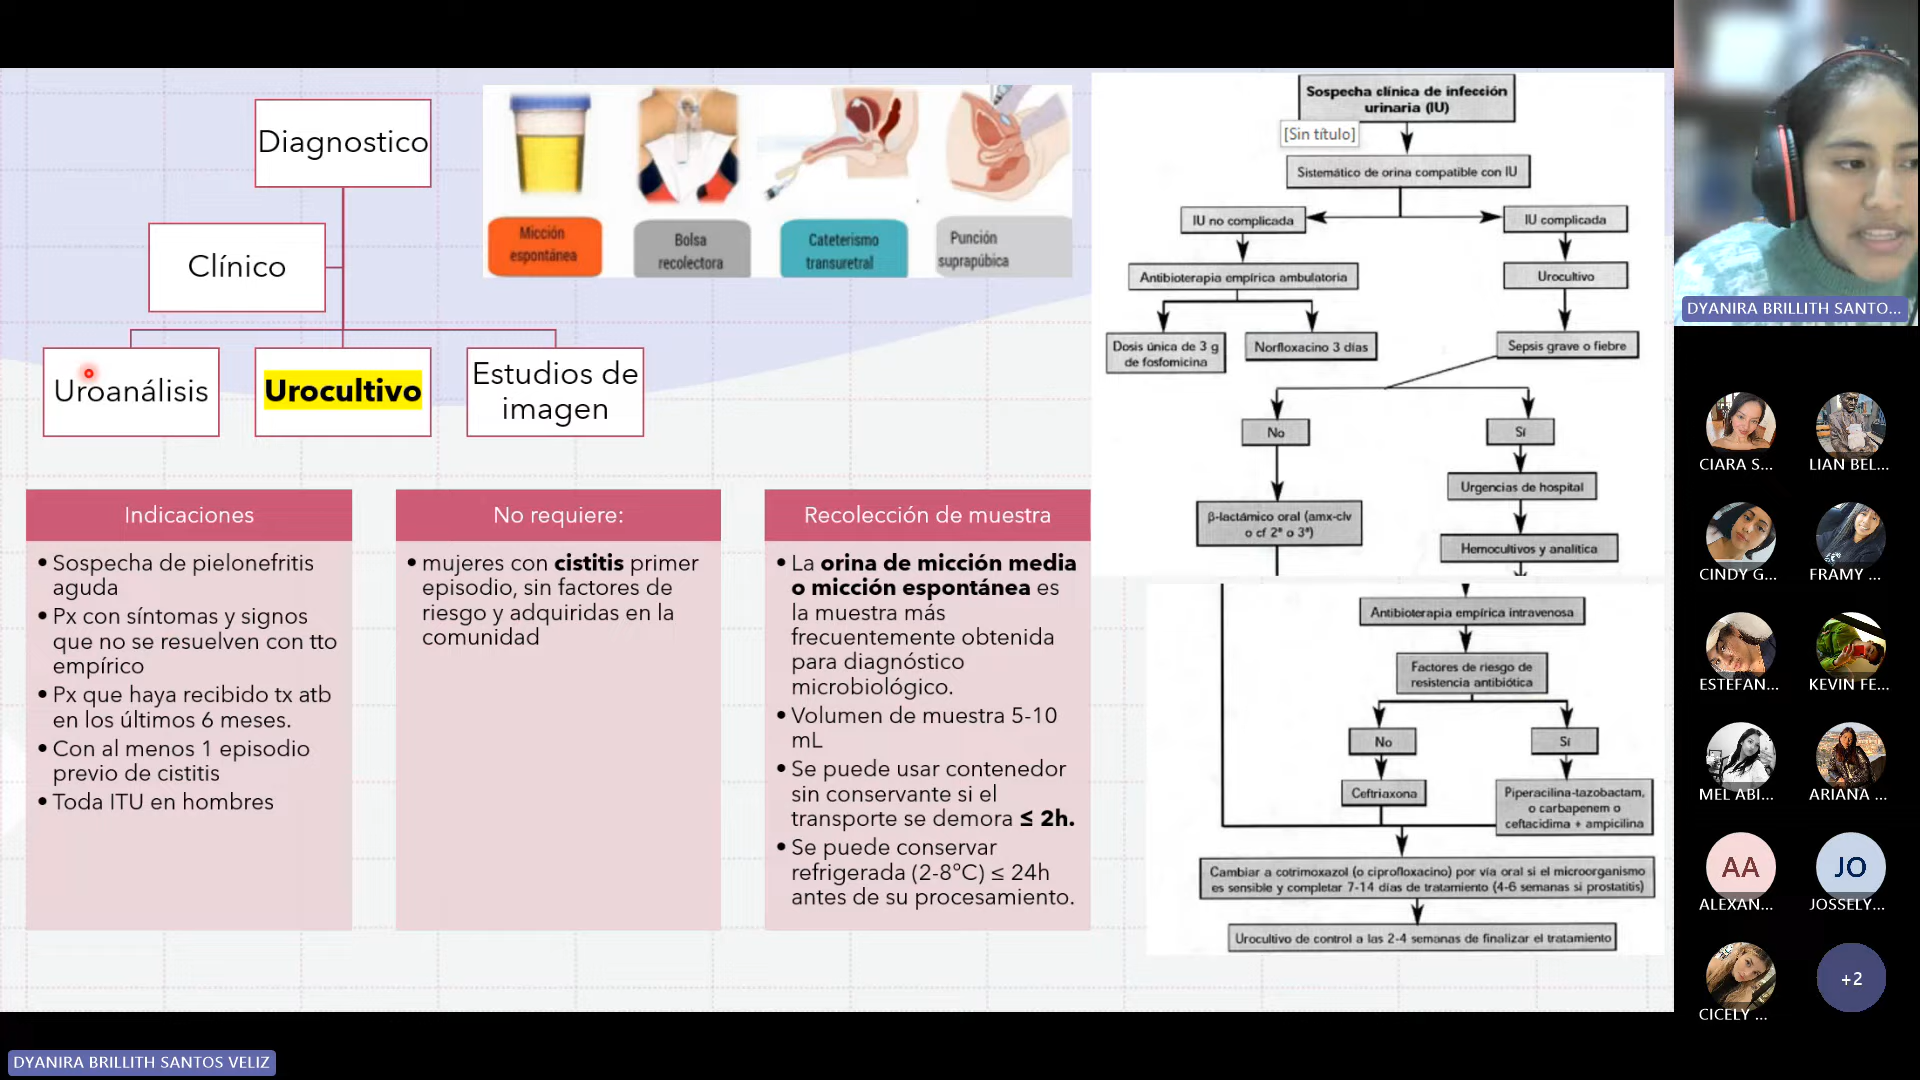 Diagnostico
Clínico
Uroanálisis
Urocultivo
Estudios de
imagen
Micción
espontánea
Bolsa
recolectora
Cateterismo
transuretral
Punción
suprapúbica
Indicaciones
• Sospecha de pielonefritis
aguda
• Px con síntomas y signos
que no se resuelven con tto
empírico
• Px que haya recibido tx atb
en los últimos 6 meses.
• Con al menos 1 episodio
previo de cistitis
• Toda ITU en hombres
No requiere:
• mujeres con cistitis primer
episodio, sin factores de
riesgo y adquiridas en la
comunidad
Recolección de muestra
• La orina de micción media
o micción espontánea es
la muestra más
frecuentemente obtenida
para diagnóstico
microbiológico.
• Volumen de muestra 5-10
mL
• Se puede usar contenedor
sin conservante si el
transporte se demora ≤ 2h.
• Se puede conservar
refrigerada (2-8°C) ≤ 24h
antes de su procesamiento.
Sospecha clínica de infección
urinaria (IU)
[Sin título]
Sistemático de orina compatible con IU
IU no complicada
IU complicada
Antibioterapia empírica ambulatoria
Urocultivo
Dosis única de 3 g
de fosfomicina
Norfloxacino 3 días
Sepsis grave o fiebre
No
Sí
β-lactámico oral (amx-clv
o cf 2ª o 3ª)
Urgencias de hospital
Hemocultivos y analítica
Antibioterapia empírica intravenosa
Factores de riesgo de
resistencia antibiótica
No
Sí
Ceftriaxona
Piperacilina-tazobactam,
o carbapenem o
ceftacidima + ampicilina
Cambiar a cotrimoxazol (o ciprofloxacino) por vía oral si el microorganismo
es sensible y completar 7-14 días de tratamiento (4-6 semanas si prostatitis)
Urocultivo de control a las 2-4 semanas de finalizar el tratamiento
DYANIRA BRILLITH SANTO...
CIARA S...
LIAN BEL...
CINDY G...
FRAMY ...
ESTEFAN...
KEVIN FE...
MEL ABI...
ARIANA ...
AA
JO
ALEXAN...
JOSSELY...
CICELY ...
+2
DYANIRA BRILLITH SANTOS VELIZ